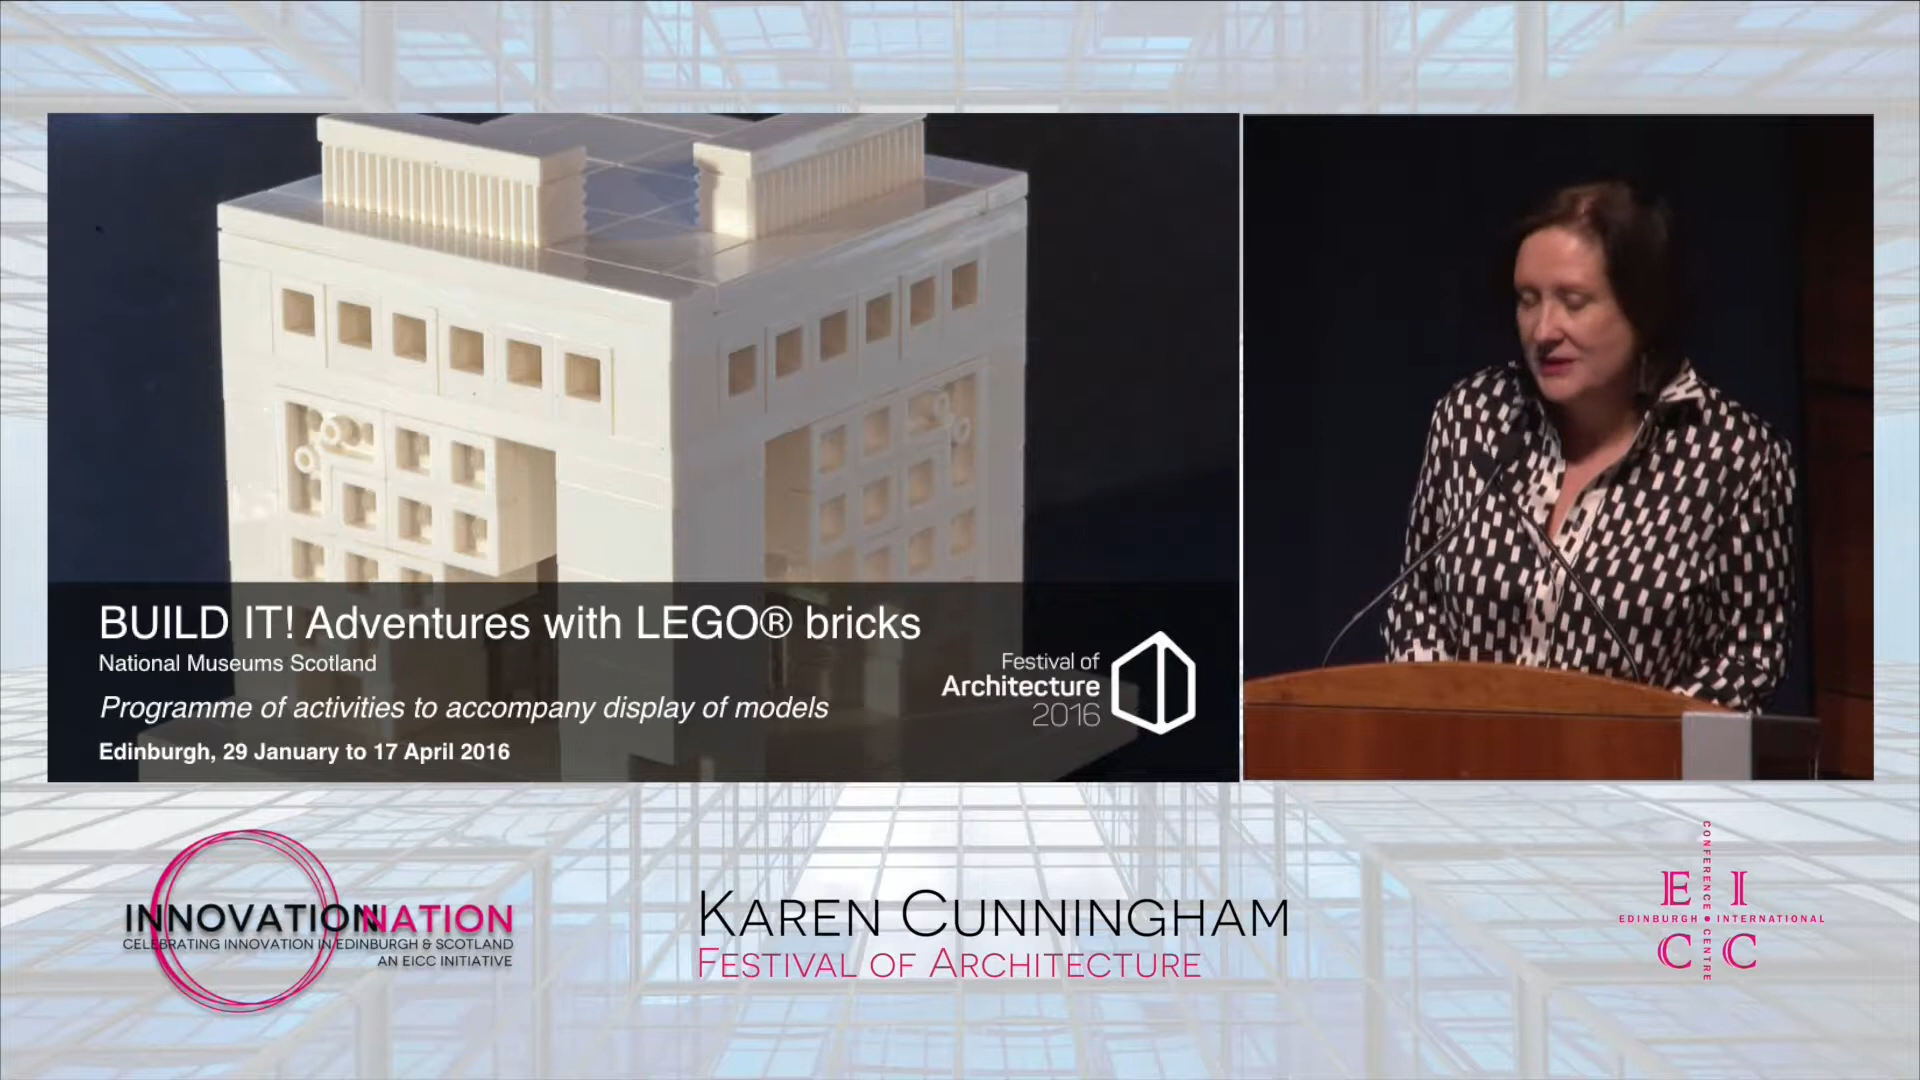 BUILD IT! Adventures with LEGO® bricks
National Museums Scotland
Programme of activities to accompany display of models
Edinburgh, 29 January to 17 April 2016
Festival of
Architecture
2016
INNOVATIONNATION
CELEBRATING INNOVATION IN EDINBURGH & SCOTLAND
AN EICC INITIATIVE
KAREN CUNNINGHAM
FESTIVAL OF ARCHITECTURE
E I
EDINBURGH • INTERNATIONAL
C C
CONFERENCE • CENTRE